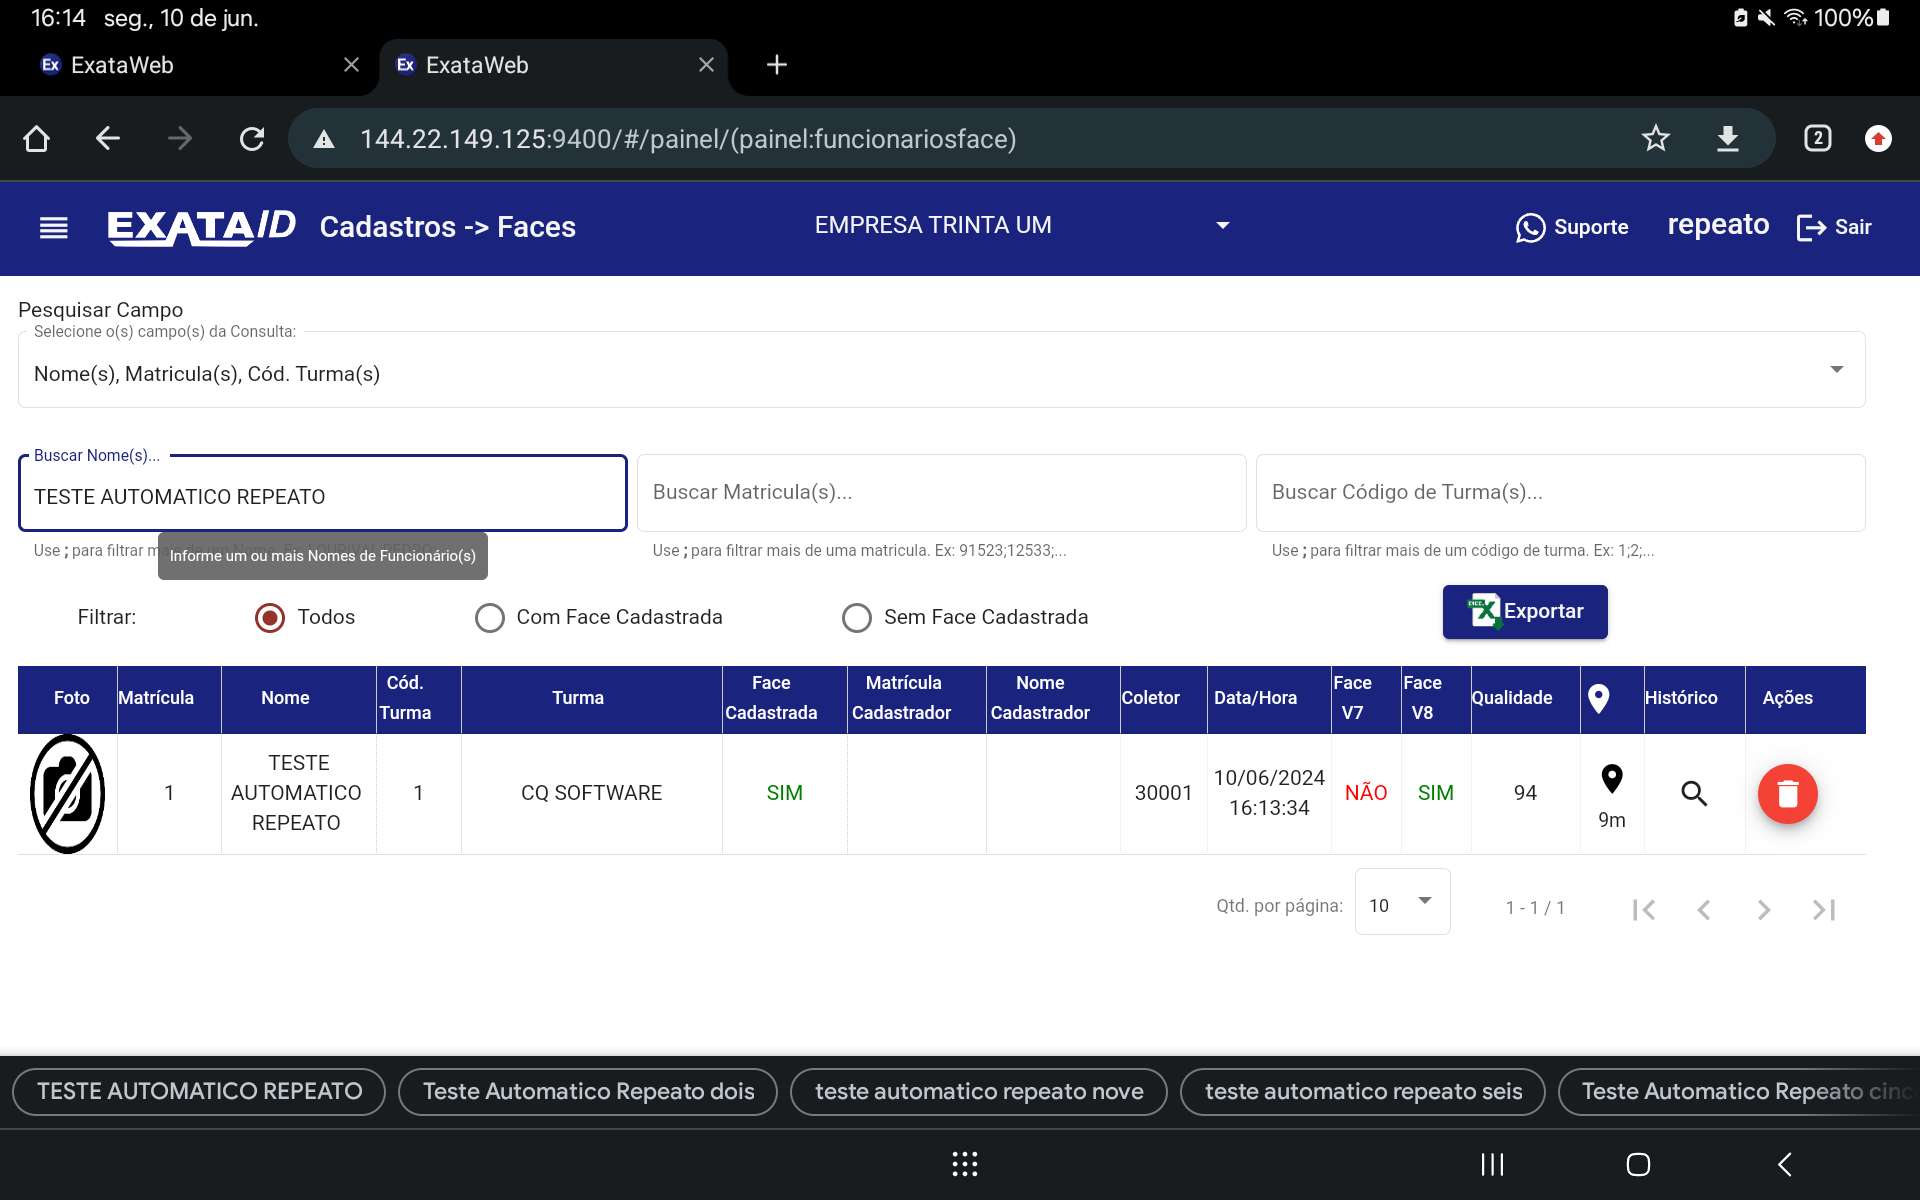 16:14 seg., 10 de jun.
100%
Ex ExataWeb
Ex ExataWeb
144.22.149.125:9400/#/painel/(painel:funcionariosface)
2
EXATA/ID
Cadastros -> Faces
EMPRESA TRINTA UM
Suporte
repeato
Sair
Pesquisar Campo
Selecione o(s) campo(s) da Consulta:
Nome(s), Matricula(s), Cód. Turma(s)
Buscar Nome(s)...
TESTE AUTOMATICO REPEATO
Buscar Matricula(s)...
Buscar Código de Turma(s)...
Use ; para filtrar m
Informe um ou mais Nomes de Funcionário(s)
Use ; para filtrar mais de uma matricula. Ex: 91523;12533;...
Use ; para filtrar mais de um código de turma. Ex: 1;2;...
Filtrar:
Todos
Com Face Cadastrada
Sem Face Cadastrada
Exportar
Foto
Matrícula
Nome
Cód. Turma
Turma
Face Cadastrada
Matrícula Cadastrador
Nome Cadastrador
Coletor
Data/Hora
Face V7
Face V8
Qualidade
Histórico
Ações
1
TESTE
AUTOMATICO
REPEATO
1
CQ SOFTWARE
SIM
30001
10/06/2024
16:13:34
NÃO
SIM
94
9m
Qtd. por página:
10
1 - 1 / 1
TESTE AUTOMATICO REPEATO
Teste Automatico Repeato dois
teste automatico repeato nove
teste automatico repeato seis
Teste Automatico Repeato cinc